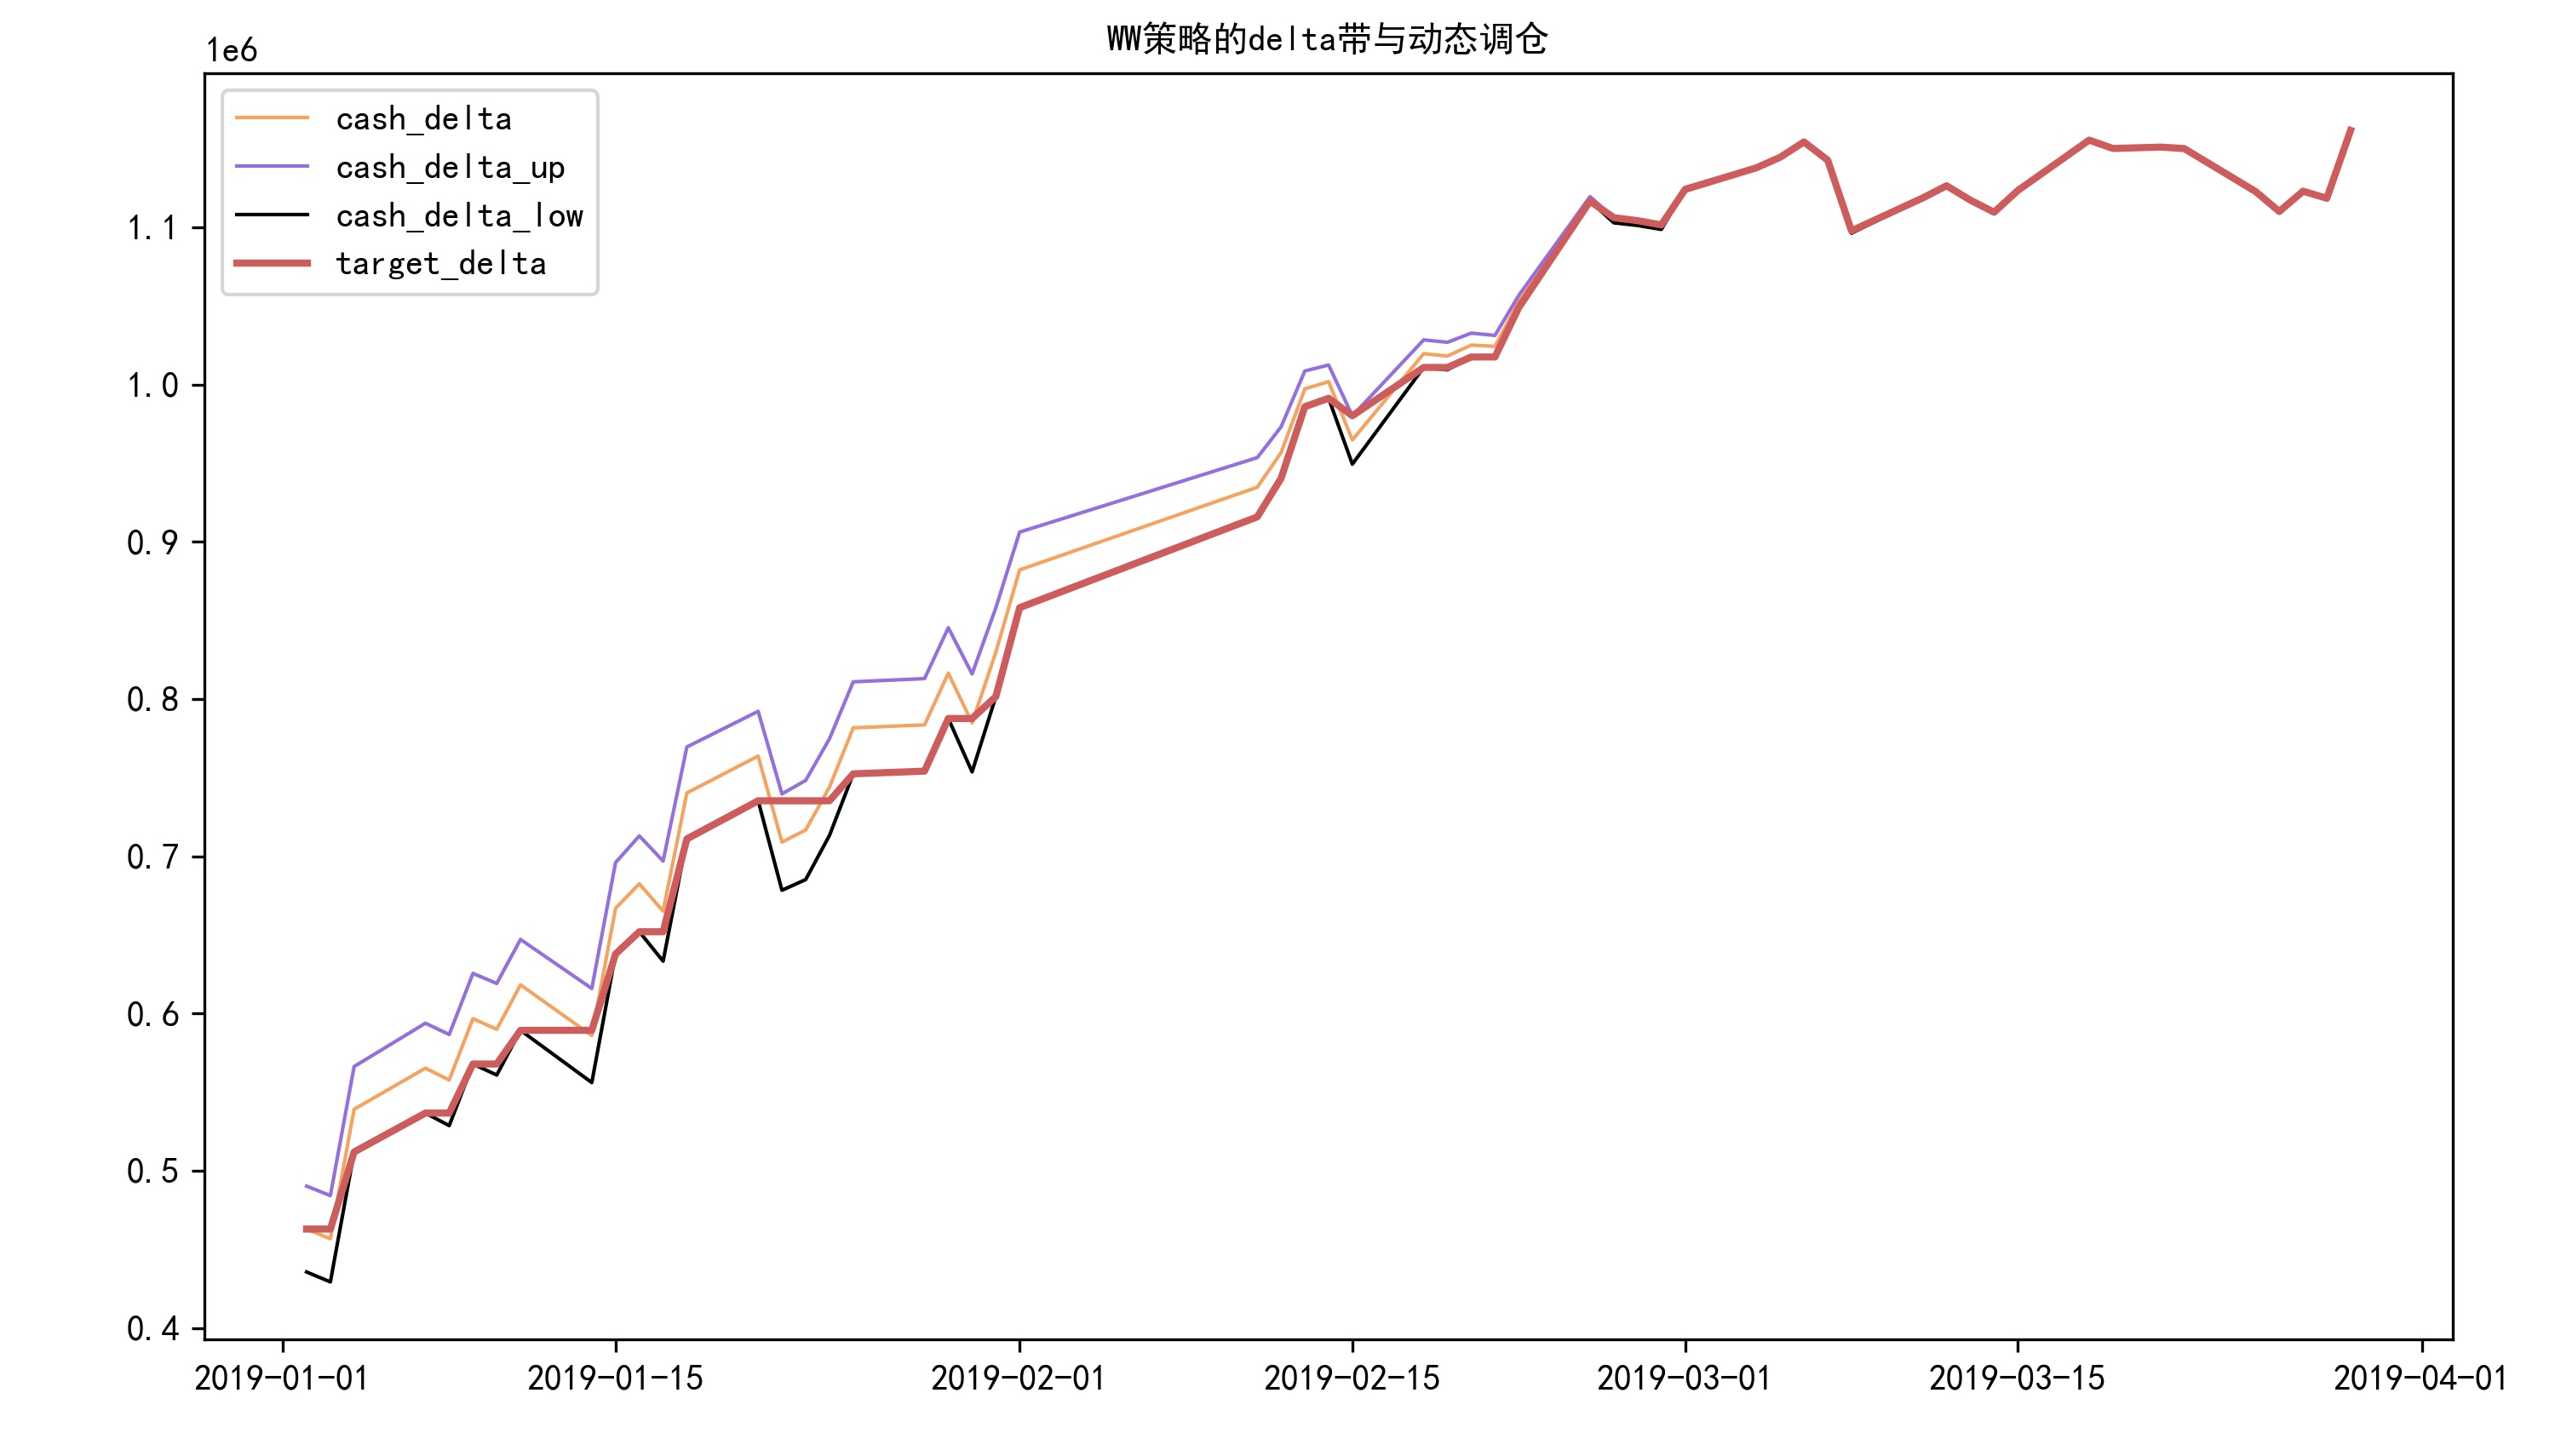 WW策略的delta带与动态调仓
1e6
cash_delta
cash_delta_up
cash_delta_low
target_delta
1.1
1.0
0.9
0.8
0.7
0.6
0.5
0.4
2019-01-01
2019-01-15
2019-02-01
2019-02-15
2019-03-01
2019-03-15
2019-04-01